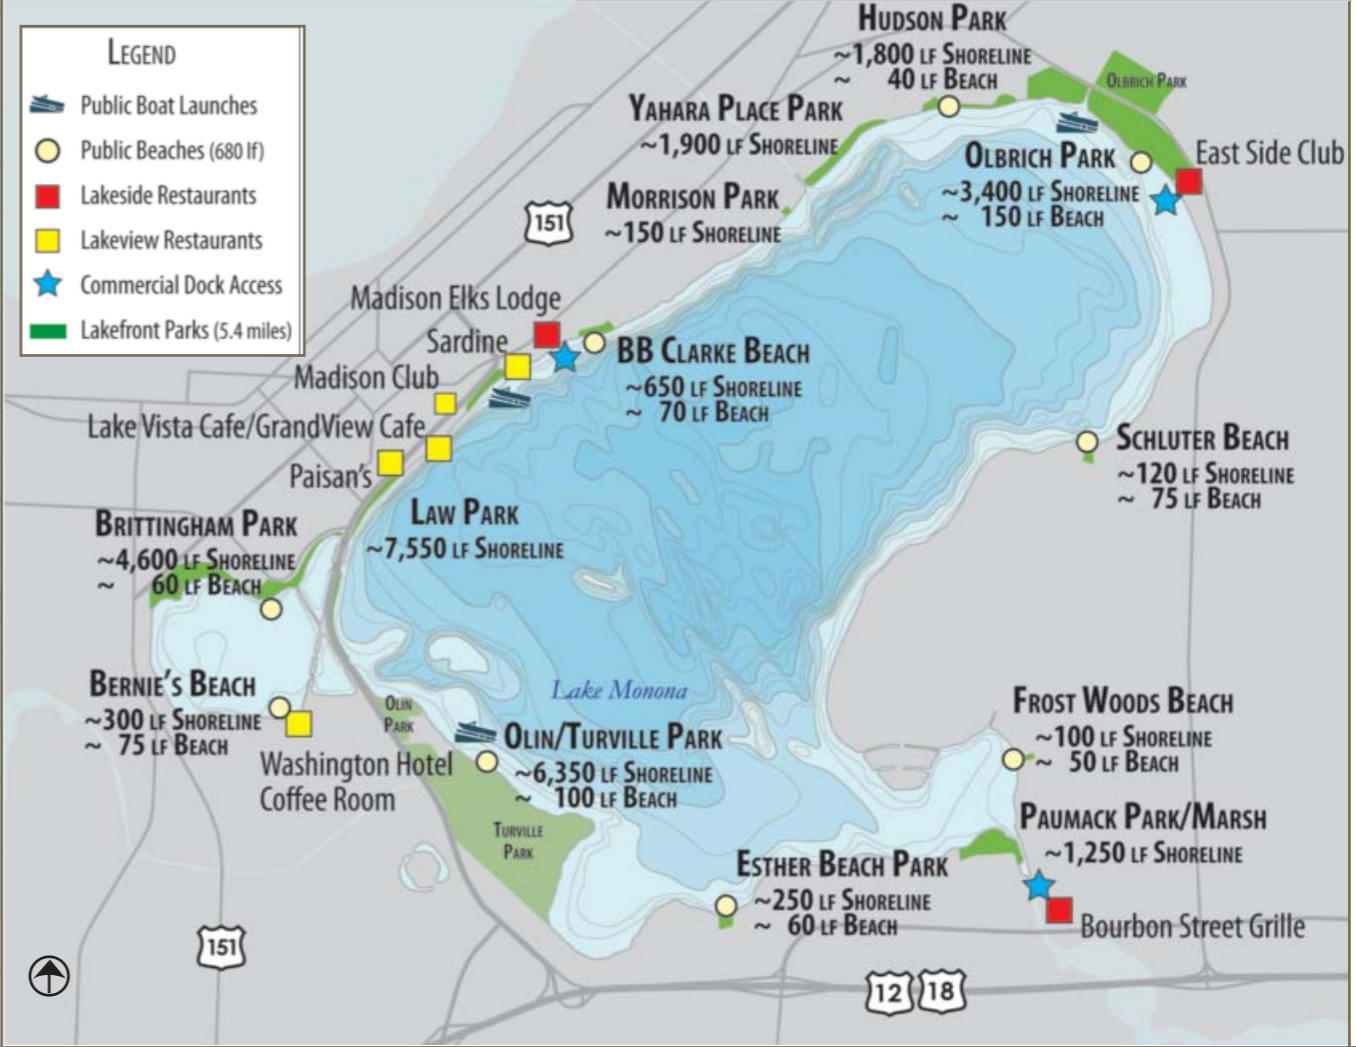 LEGEND
Public Boat Launches
Public Beaches (680 lf)
Lakeside Restaurants
Lakeview Restaurants
Commercial Dock Access
Lakefront Parks (5.4 miles)
HUDSON PARK
~1,800 LF SHORELINE
~ 40 LF BEACH
OLBRICH PARK
YAHARA PLACE PARK
~1,900 LF SHORELINE
East Side Club
OLBRICH PARK
~3,400 LF SHORELINE
~ 150 LF BEACH
MORRISON PARK
~150 LF SHORELINE
151
Madison Elks Lodge
Sardine
BB CLARKE BEACH
~650 LF SHORELINE
~ 70 LF BEACH
Madison Club
Lake Vista Cafe/GrandView Cafe
Paisan's
SCHLUTER BEACH
~120 LF SHORELINE
~ 75 LF BEACH
LAW PARK
~7,550 LF SHORELINE
BRITTINGHAM PARK
~4,600 LF SHORELINE
~ 60 LF BEACH
BERNIE'S BEACH
~300 LF SHORELINE
~ 75 LF BEACH
Washington Hotel
Coffee Room
OLIN
PARK
Lake Monona
OLIN/TURVILLE PARK
~6,350 LF SHORELINE
~ 100 LF BEACH
TURVILLE
PARK
FROST WOODS BEACH
~100 LF SHORELINE
~ 50 LF BEACH
PAUMACK PARK/MARSH
~1,250 LF SHORELINE
ESTHER BEACH PARK
~250 LF SHORELINE
~ 60 LF BEACH
Bourbon Street Grille
151
12 18